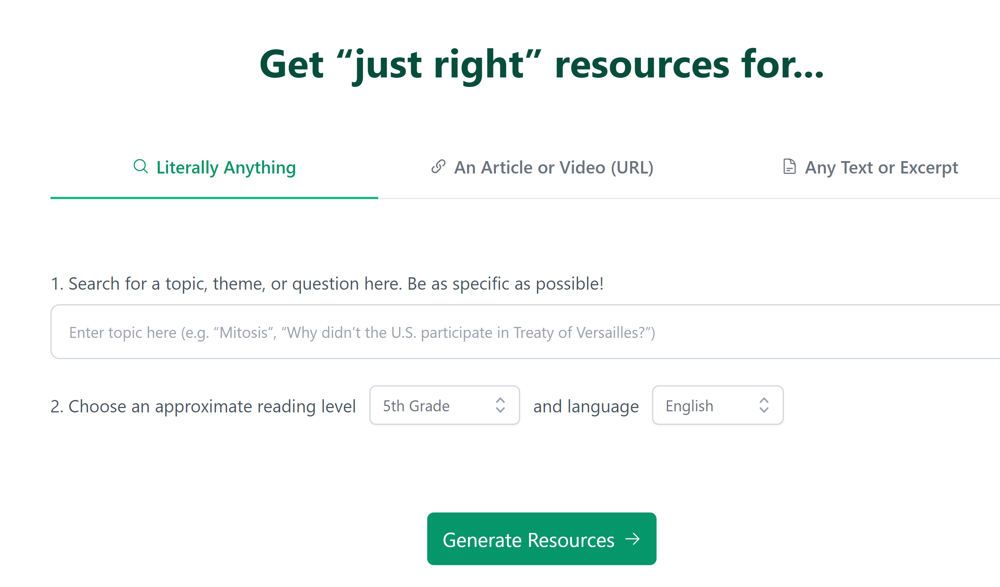 Get “just right” resources for...
Literally Anything
An Article or Video (URL)
Any Text or Excerpt
1. Search for a topic, theme, or question here. Be as specific as possible!
Enter topic here (e.g. “Mitosis”, “Why didn’t the U.S. participate in Treaty of Versailles?”)
2. Choose an approximate reading level 5th Grade and language English
Generate Resources →